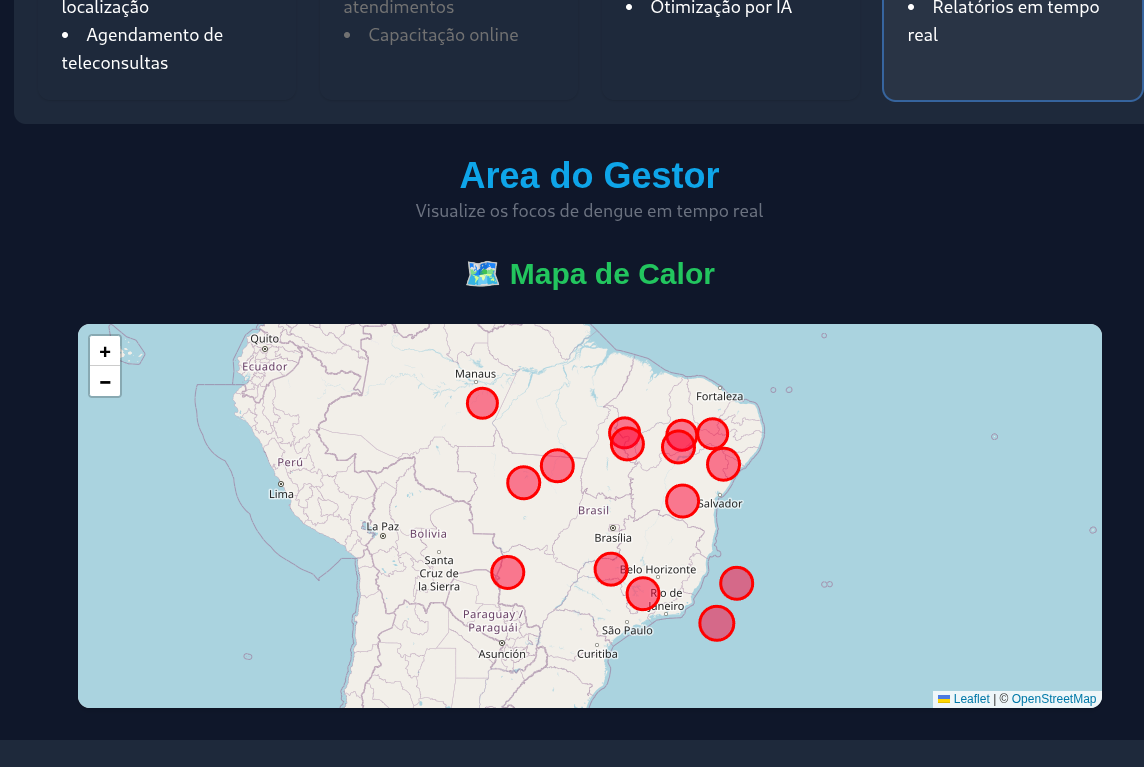 localização
• Agendamento de
teleconsultas
atendimentos
• Capacitação online
• Otimização por IA
• Relatórios em tempo
real
Area do Gestor
Visualize os focos de dengue em tempo real
🗺️ Mapa de Calor
+
−
Quito
Ecuador
Manaus
Fortaleza
Perú
Lima
Salvador
Brasil
La Paz
Bolivia
Brasília
Santa
Cruz de
la Sierra
Belo Horizonte
Rio de
Janeiro
Paraguay /
Paraguái
São Paulo
Asunción
Curitiba
Leaflet | © OpenStreetMap